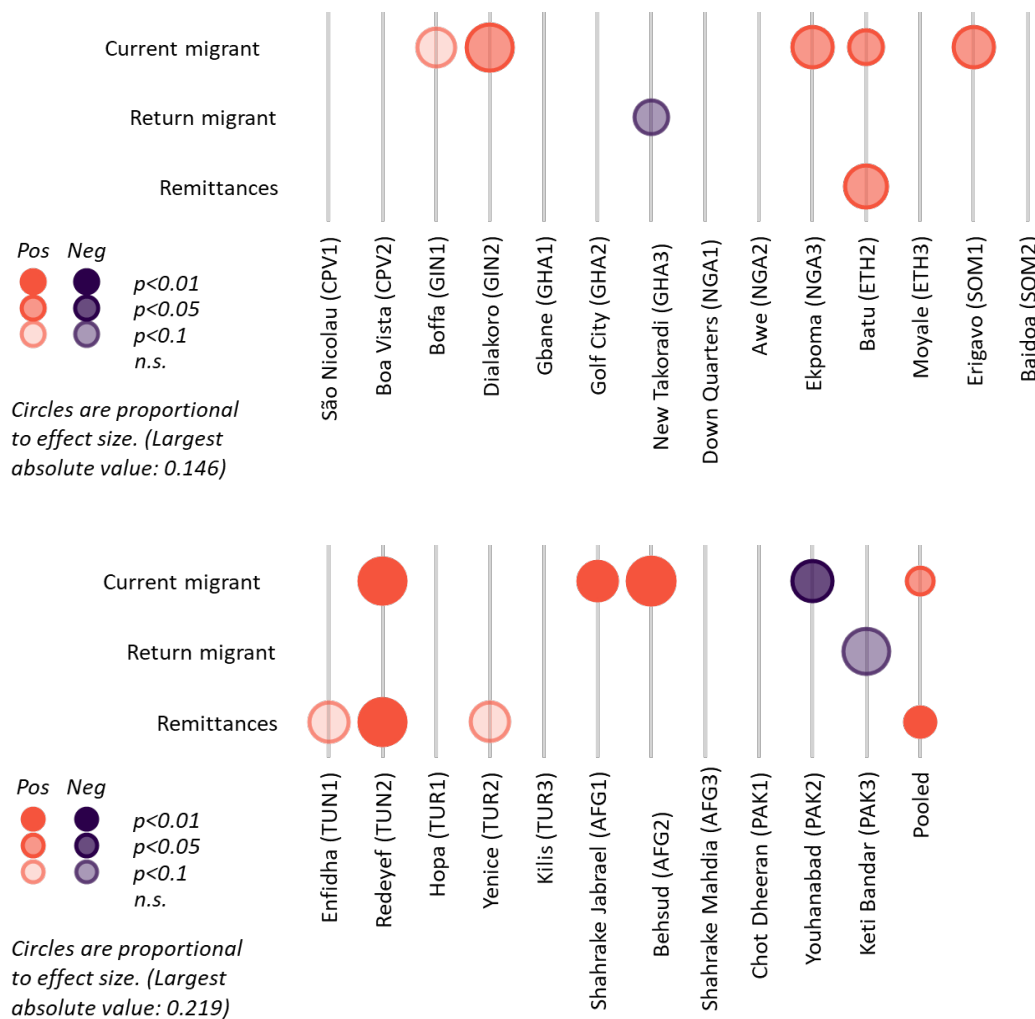 Current migrant
Return migrant
Remittances
São Nicolau (CPV1)
Boa Vista (CPV2)
Boffa (GIN1)
Dialakoro (GIN2)
Gbane (GHA1)
Golf City (GHA2)
New Takoradi (GHA3)
Down Quarters (NGA1)
Awe (NGA2)
Ekpoma (NGA3)
Batu (ETH2)
Moyale (ETH3)
Erigavo (SOM1)
Baidoa (SOM2)
Pos Neg
p<0.01
p<0.05
p<0.1
n.s.
Circles are proportional
to effect size. (Largest
absolute value: 0.146)
Current migrant
Return migrant
Remittances
Enfidha (TUN1)
Redeyef (TUN2)
Hopa (TUR1)
Yenice (TUR2)
Kilis (TUR3)
Shahrake Jabrael (AFG1)
Behsud (AFG2)
Shahrake Mahdia (AFG3)
Chot Dheeran (PAK1)
Youhanabad (PAK2)
Keti Bandar (PAK3)
Pooled
Pos Neg
p<0.01
p<0.05
p<0.1
n.s.
Circles are proportional
to effect size. (Largest
absolute value: 0.219)